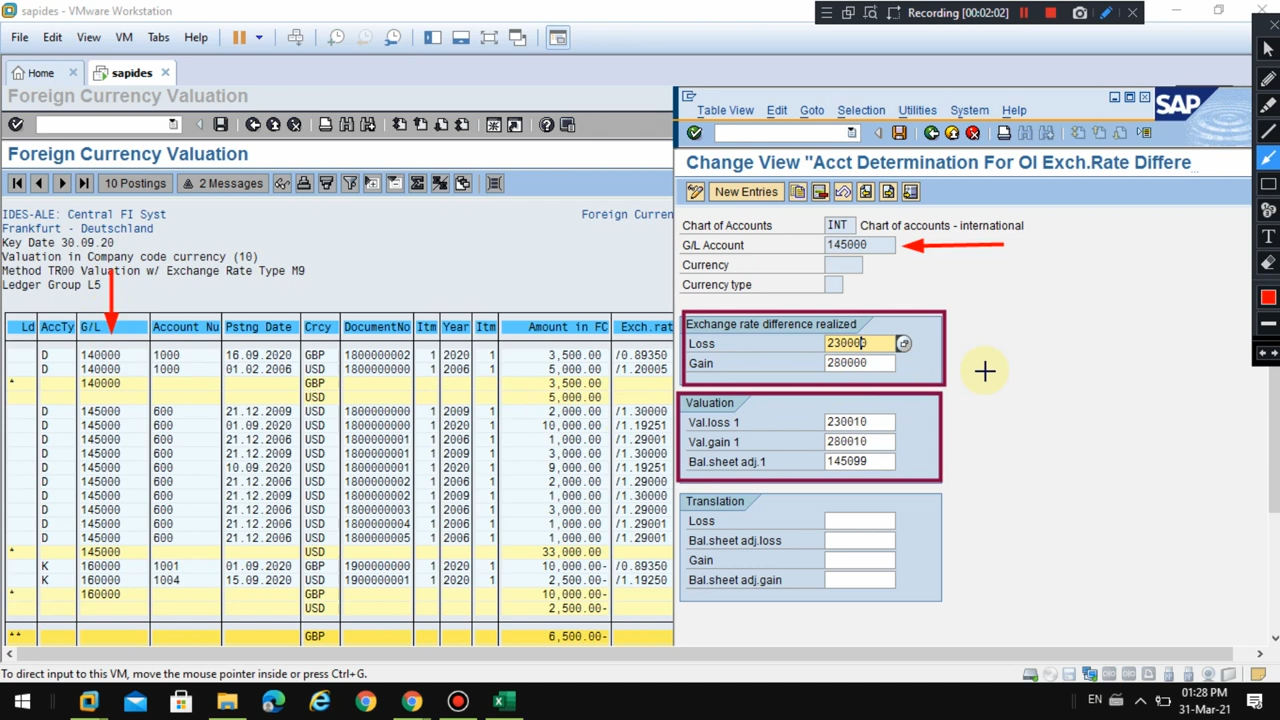 sapides - VMware Workstation
Recording [00:02:02]
File Edit View VM Tabs Help
Home sapides
Foreign Currency Valuation
Foreign Currency Valuation
10 Postings 2 Messages
IDES-ALE: Central FI Syst Foreign Curren
Frankfurt - Deutschland
Key Date 30.09.20
Valuation in Company code currency (10)
Method TR00 Valuation w/ Exchange Rate Type M9
Ledger Group L5
Ld AccTy G/L Account Nu Pstng Date Crcy DocumentNo Itm Year Itm Amount in FC Exch.rat
D 140000 1000 16.09.2020 GBP 1800000002 1 2020 1 3,500.00 /0.89350
D 140000 1000 01.02.2006 USD 1800000000 1 2006 1 5,000.00 /1.20005
* 140000 GBP 3,500.00
USD 5,000.00
D 145000 600 21.12.2009 USD 1800000000 1 2009 1 2,000.00 /1.30000
D 145000 600 01.09.2020 USD 1800000000 1 2020 1 10,000.00 /1.19251
D 145000 600 21.12.2006 USD 1800000001 1 2006 1 1,000.00 /1.29001
D 145000 600 21.12.2009 USD 1800000001 1 2009 1 3,000.00 /1.30000
D 145000 600 10.09.2020 USD 1800000001 1 2020 1 9,000.00 /1.19251
D 145000 600 21.12.2006 USD 1800000002 1 2006 1 2,000.00 /1.29001
D 145000 600 21.12.2009 USD 1800000002 1 2009 1 1,000.00 /1.30000
D 145000 600 21.12.2006 USD 1800000003 1 2006 1 3,000.00 /1.29001
D 145000 600 21.12.2006 USD 1800000004 1 2006 1 1,000.00 /1.29001
D 145000 600 21.12.2006 USD 1800000005 1 2006 1 1,000.00 /1.29001
* 145000 USD 33,000.00
K 160000 1001 01.09.2020 GBP 1900000000 1 2020 1 10,000.00- /0.89350
K 160000 1004 15.09.2020 USD 1900000001 1 2020 1 2,500.00- /1.19250
* 160000 GBP 10,000.00-
USD 2,500.00-
** GBP 6,500.00-
Table View Edit Goto Selection Utilities System Help
SAP
Change View "Acct Determination For OI Exch.Rate Differe
New Entries
Chart of Accounts INT Chart of accounts - international
G/L Account 145000
Currency
Currency type
Exchange rate difference realized
Loss 230000
Gain 280000
Valuation
Val.loss 1 230010
Val.gain 1 280010
Bal.sheet adj.1 145099
Translation
Loss
Bal.sheet adj.loss
Gain
Bal.sheet adj.gain
To direct input to this VM, move the mouse pointer inside or press Ctrl+G.
EN 01:28 PM
31-Mar-21